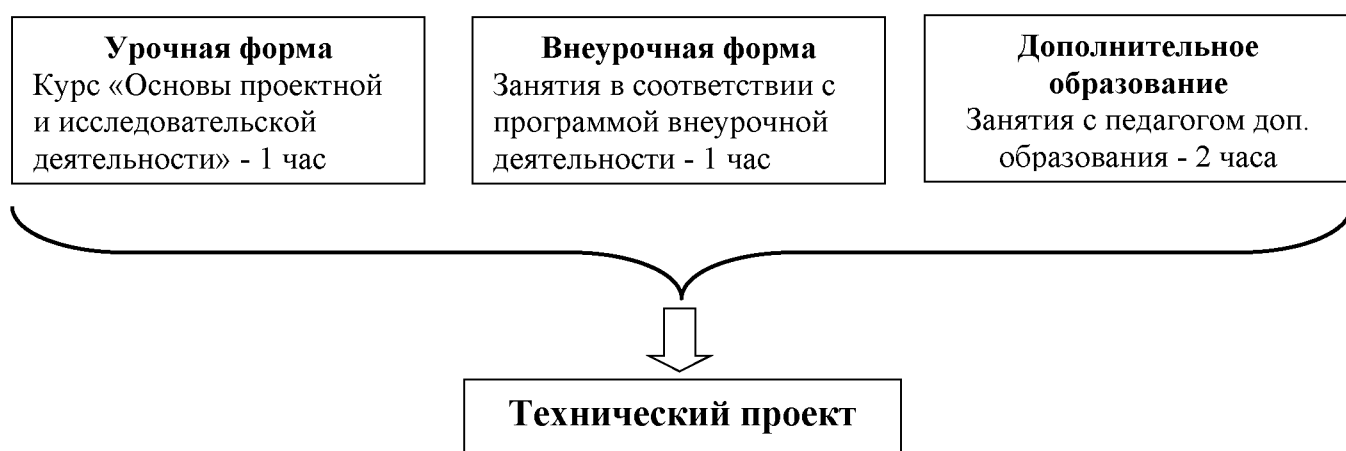 Урочная форма
Курс «Основы проектной
и исследовательской
деятельности» - 1 час
Внеурочная форма
Занятия в соответствии с
программой внеурочной
деятельности - 1 час
Дополнительное
образование
Занятия с педагогом доп.
образования - 2 часа
Технический проект